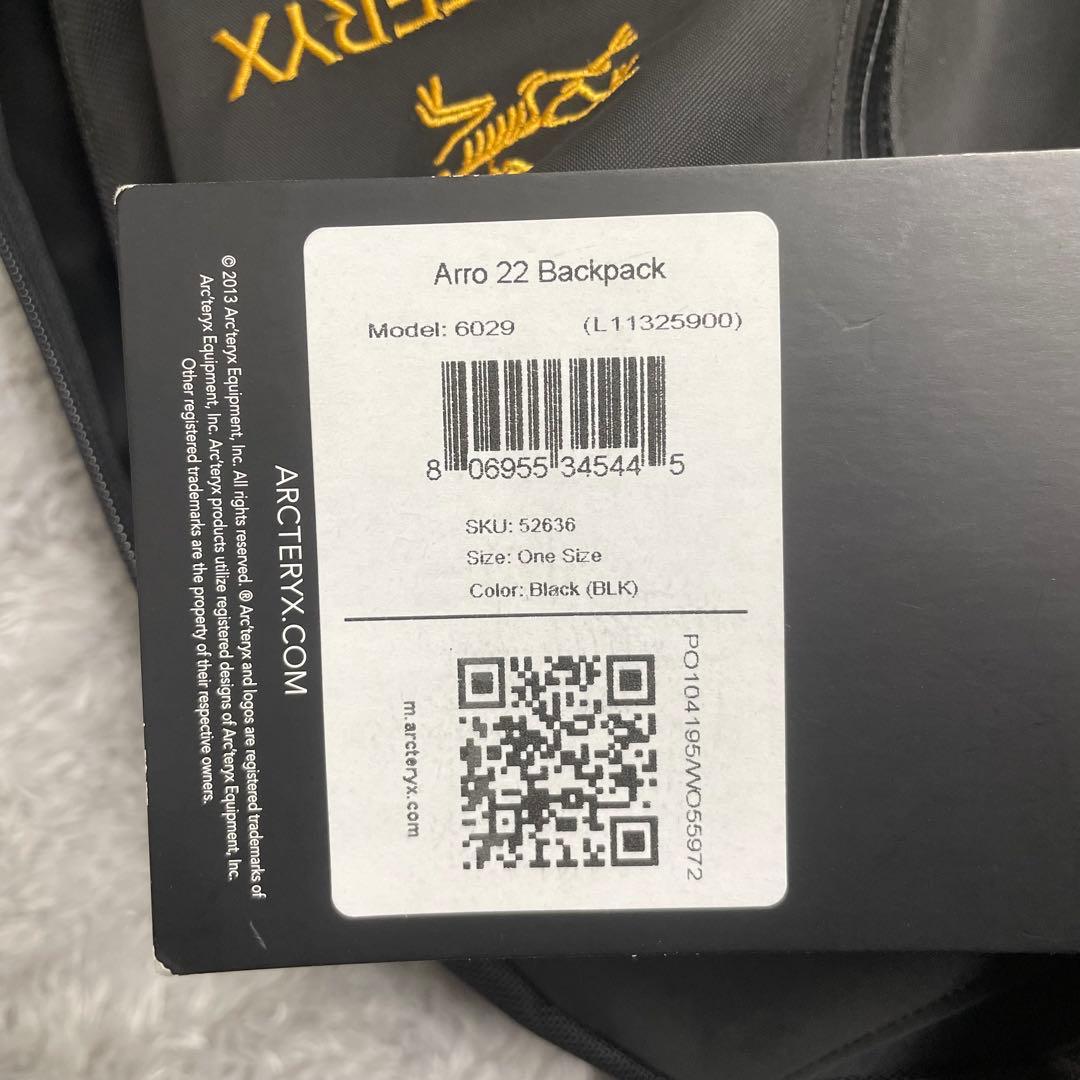 TERYX
Arro 22 Backpack
Model: 6029 (L11325900)
8 06955 34544 5
SKU: 52636
Size: One Size
Color: Black (BLK)
PO104195/WO55972
m.arcteryx.com
ARCTERYX.COM
© 2013 Arc'teryx Equipment, Inc. All rights reserved. ® Arc'teryx and logos are registered trademarks of
Arc'teryx Equipment, Inc. Arc'teryx products utilize registered designs of Arc'teryx Equipment, Inc.
Other registered trademarks are the property of their respective owners.